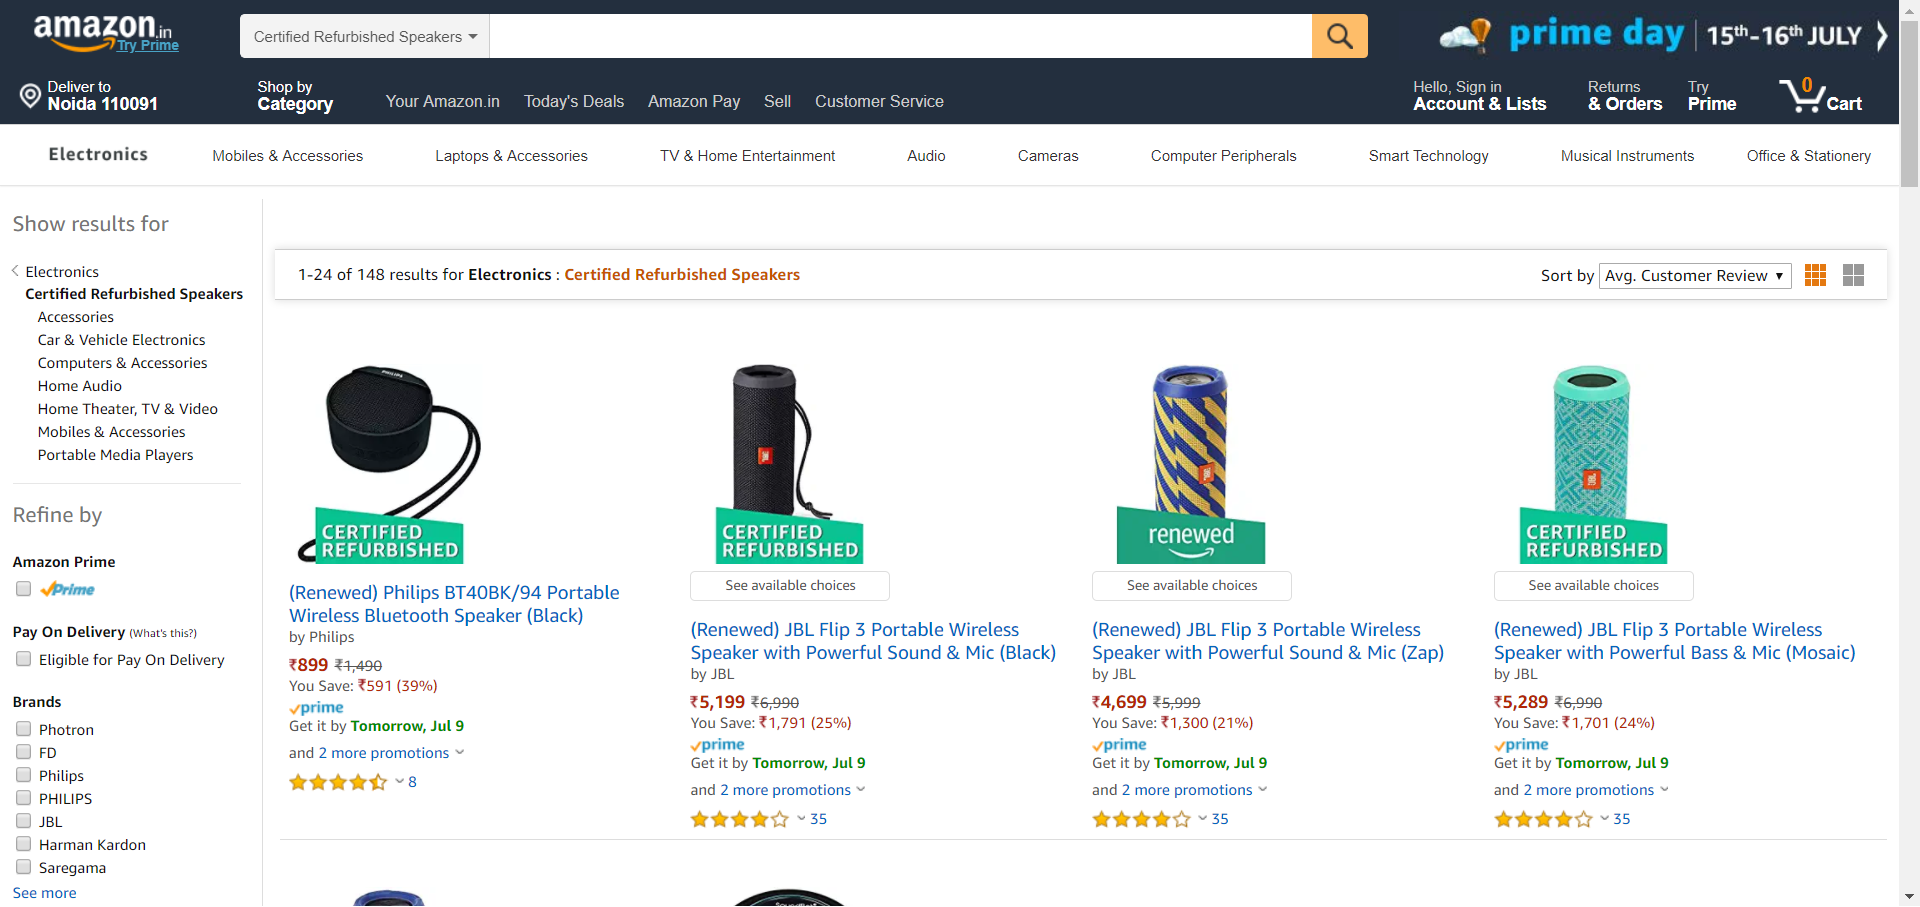 amazon.in
Try Prime
Certified Refurbished Speakers
prime day 15th-16th JULY
Deliver to
Noida 110091
Shop by
Category
Your Amazon.in
Today's Deals
Amazon Pay
Sell
Customer Service
Hello, Sign in
Account & Lists
Returns
& Orders
Try
Prime
0
Cart
Electronics
Mobiles & Accessories
Laptops & Accessories
TV & Home Entertainment
Audio
Cameras
Computer Peripherals
Smart Technology
Musical Instruments
Office & Stationery
Show results for
Electronics
Certified Refurbished Speakers
Accessories
Car & Vehicle Electronics
Computers & Accessories
Home Audio
Home Theater, TV & Video
Mobiles & Accessories
Portable Media Players
Refine by
Amazon Prime
Prime
Pay On Delivery (What's this?)
Eligible for Pay On Delivery
Brands
Photron
FD
Philips
PHILIPS
JBL
Harman Kardon
Saregama
See more
1-24 of 148 results for Electronics : Certified Refurbished Speakers
Sort by Avg. Customer Review
PHILIPS
CERTIFIED
REFURBISHED
(Renewed) Philips BT40BK/94 Portable
Wireless Bluetooth Speaker (Black)
by Philips
₹899 ₹1,490
You Save: ₹591 (39%)
prime
Get it by Tomorrow, Jul 9
and 2 more promotions
8
JBL
CERTIFIED
REFURBISHED
See available choices
(Renewed) JBL Flip 3 Portable Wireless
Speaker with Powerful Sound & Mic (Black)
by JBL
₹5,199 ₹6,990
You Save: ₹1,791 (25%)
prime
Get it by Tomorrow, Jul 9
and 2 more promotions
35
JBL
renewed
See available choices
(Renewed) JBL Flip 3 Portable Wireless
Speaker with Powerful Sound & Mic (Zap)
by JBL
₹4,699 ₹5,999
You Save: ₹1,300 (21%)
prime
Get it by Tomorrow, Jul 9
and 2 more promotions
35
JBL
CERTIFIED
REFURBISHED
See available choices
(Renewed) JBL Flip 3 Portable Wireless
Speaker with Powerful Bass & Mic (Mosaic)
by JBL
₹5,289 ₹6,990
You Save: ₹1,701 (24%)
prime
Get it by Tomorrow, Jul 9
and 2 more promotions
35